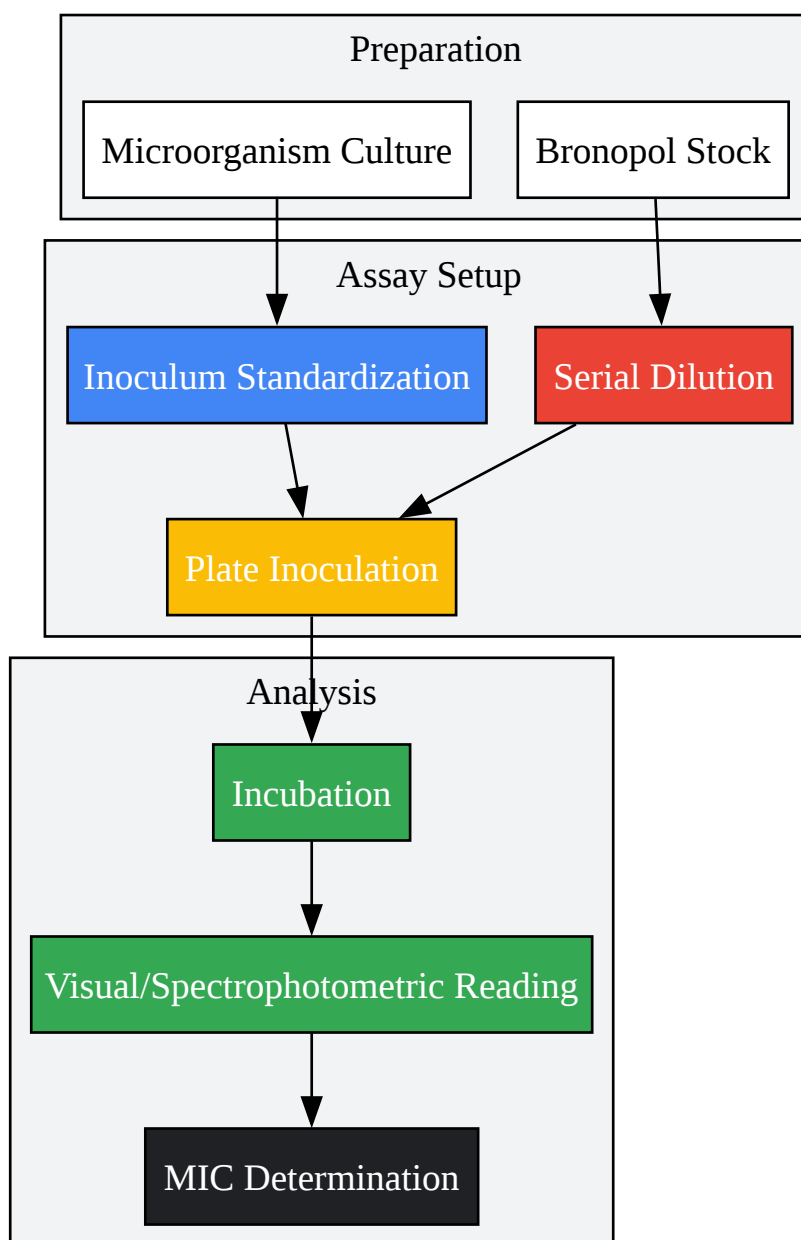 Preparation
Microorganism Culture
Bronopol Stock
Assay Setup
Inoculum Standardization
Serial Dilution
Plate Inoculation
Analysis
Incubation
Visual/Spectrophotometric Reading
MIC Determination